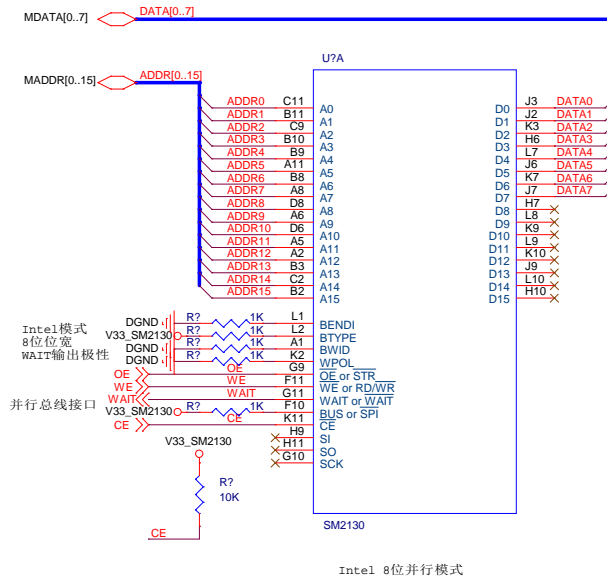 MDATA[0..7] DATA[0..7]
U?A
MADDR[0..15] ADDR[0..15]
ADDR0 C11 A0 D0 J3 DATA0
ADDR1 B11 A1 D1 J2 DATA1
ADDR2 C9 A2 D2 K3 DATA2
ADDR3 B10 A3 D3 H6 DATA3
ADDR4 B9 A4 D4 L7 DATA4
ADDR5 A11 A5 D5 J6 DATA5
ADDR6 B8 A6 D6 K7 DATA6
ADDR7 A8 A7 D7 J7 DATA7
ADDR8 D8 A8 D8 H7
ADDR9 A6 A9 D9 L8
ADDR10 D6 A10 D10 K9
ADDR11 A5 A11 D11 L9
ADDR12 A2 A12 D12 K10
ADDR13 B3 A13 D13 J9
ADDR14 C2 A14 D14 L10
ADDR15 B2 A15 D15 H10
DGND R? 1K L1 BENDI
Intel模式 V33_SM2130 R? 1K L2 BTYPE
8位位宽 DGND R? 1K A1 BWID
WAIT输出极性 DGND R? 1K K2 WPOL
OE OE G9 OE or STR
WE WE F11 WE or RD/WR
并行总线接口 WAIT WAIT G11 WAIT or WAIT
V33_SM2130 R? 1K F10 BUS or SPI
CE CE K11 CE
H9 SI
H11 SO
G10 SCK
V33_SM2130
R?
10K
CE
SM2130
Intel 8位并行模式